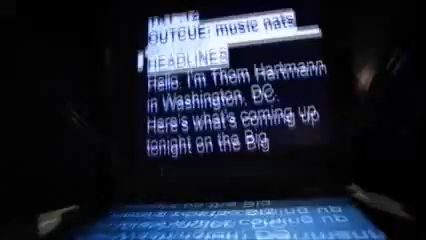 OUTCUE: music nats
HEADLINES
Hello, I'm Thom Hartmann
in Washington, DC.
Here's what's coming up
tonight on the Big